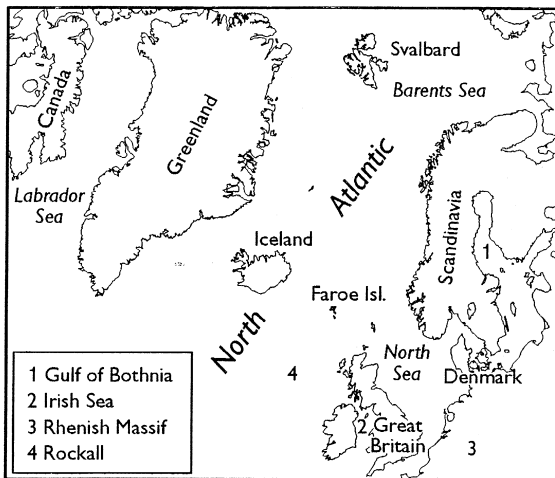 Svalbard
Barents Sea
Canada
Greenland
Atlantic
Labrador
Sea
Scandinavia
1
Iceland
Faroe Isl.
North
North
Sea
Denmark
4
2 Great
Britain
3
1 Gulf of Bothnia
2 Irish Sea
3 Rhenish Massif
4 Rockall